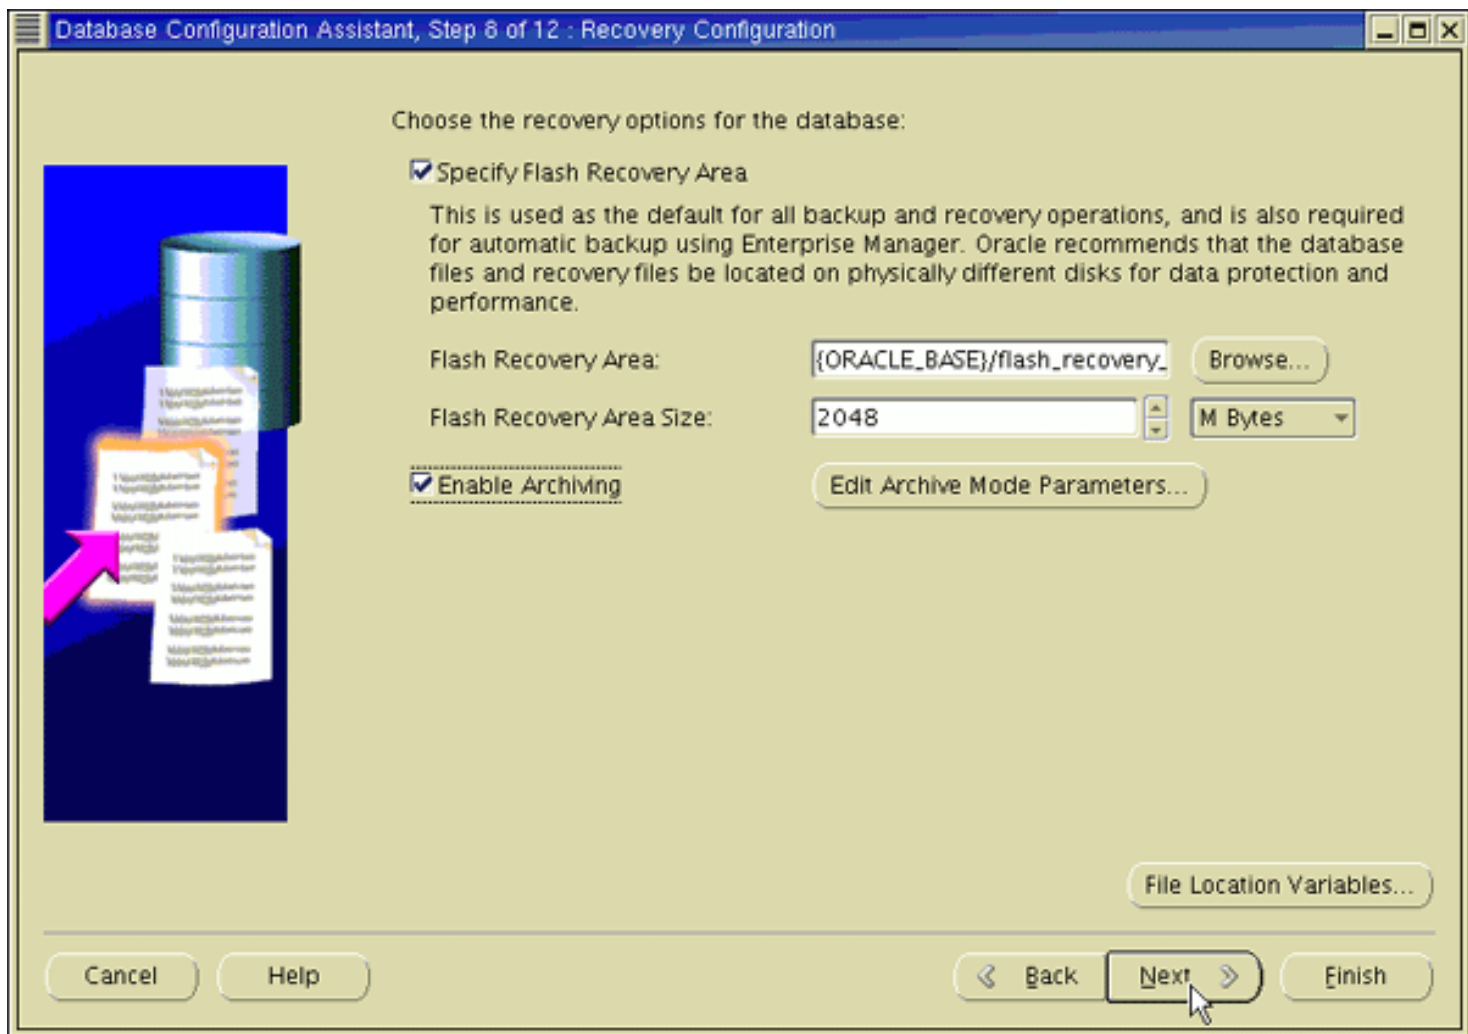 Database Configuration Assistant, Step 8 of 12 : Recovery Configuration
Choose the recovery options for the database:
Specify Flash Recovery Area
This is used as the default for all backup and recovery operations, and is also required
for automatic backup using Enterprise Manager. Oracle recommends that the database
files and recovery files be located on physically different disks for data protection and
performance.
Flash Recovery Area: {ORACLE_BASE}/flash_recovery_ Browse...
Flash Recovery Area Size: 2048 M Bytes
Enable Archiving Edit Archive Mode Parameters...
File Location Variables...
Cancel Help Back Next Finish